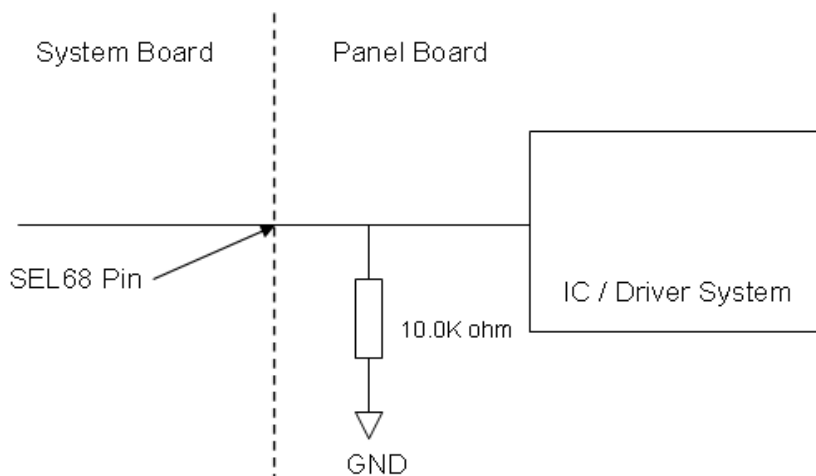 System Board
Panel Board
SEL68 Pin
IC / Driver System
10.0K ohm
GND